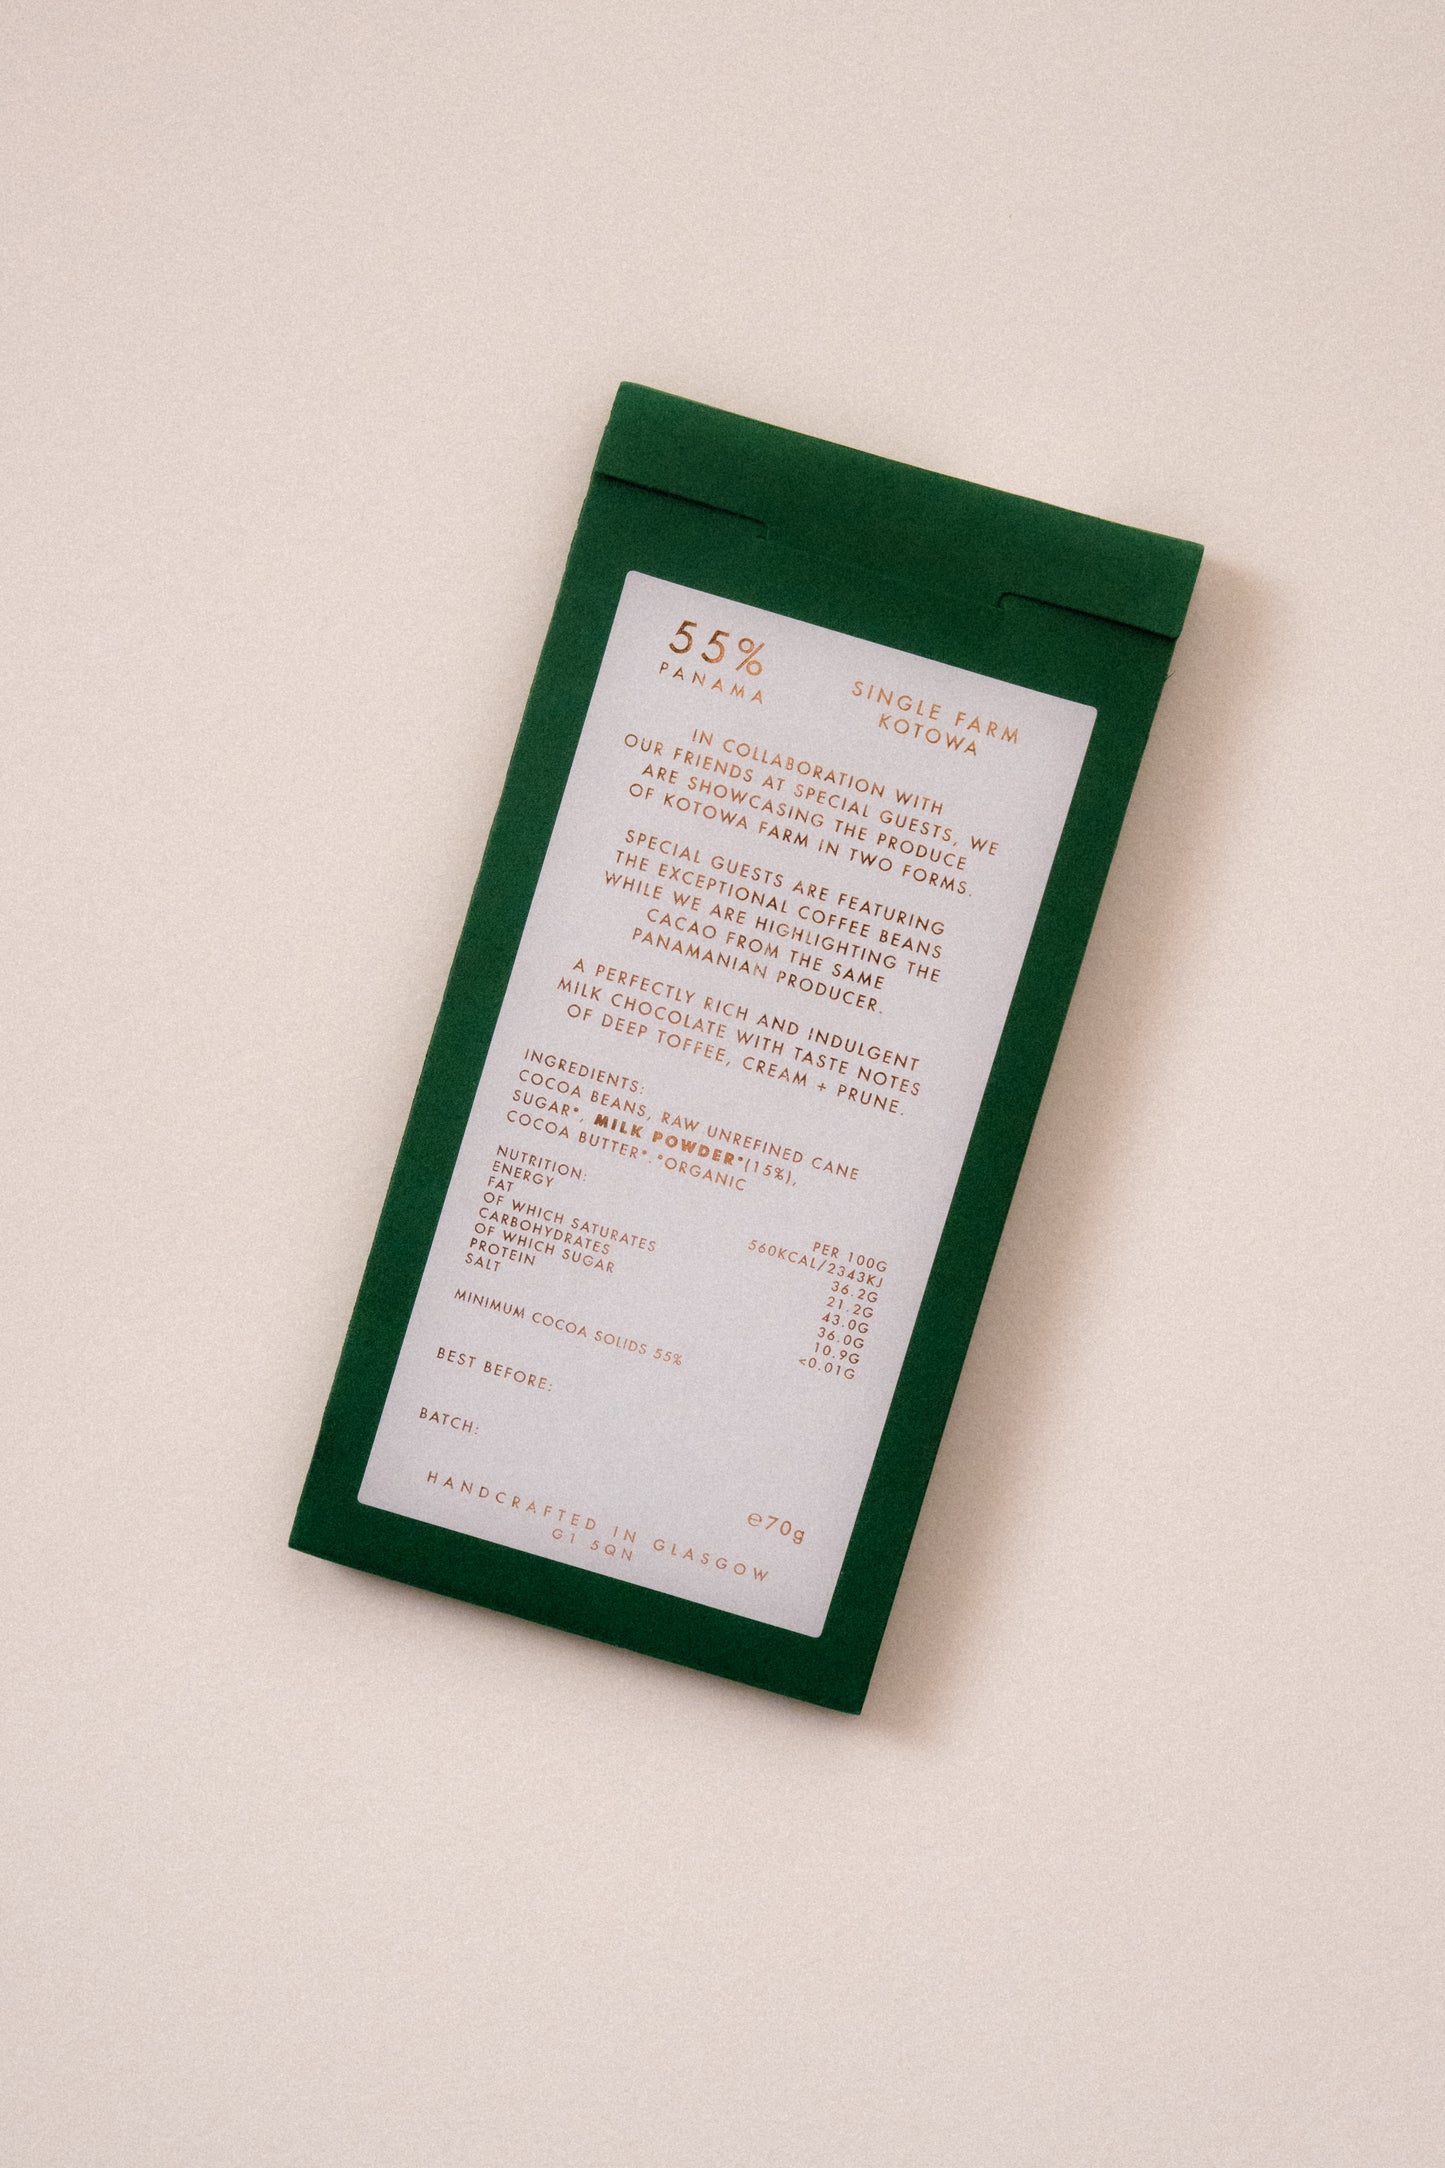 55%
PANAMA
SINGLE FARM
KOTOWA
IN COLLABORATION WITH
OUR FRIENDS AT SPECIAL GUESTS, WE
ARE SHOWCASING THE PRODUCE
OF KOTOWA FARM IN TWO FORMS.
SPECIAL GUESTS ARE FEATURING
THE EXCEPTIONAL COFFEE BEANS
WHILE WE ARE HIGHLIGHTING THE
CACAO FROM THE SAME
PANAMANIAN PRODUCER.
A PERFECTLY RICH AND INDULGENT
MILK CHOCOLATE WITH TASTE NOTES
OF DEEP TOFFEE, CREAM + PRUNE.
INGREDIENTS:
COCOA BEANS, RAW UNREFINED CANE
SUGAR*, MILK POWDER*(15%),
COCOA BUTTER*.*ORGANIC
NUTRITION: PER 100G
ENERGY 560KCAL/2343KJ
FAT 36.2G
OF WHICH SATURATES 21.2G
CARBOHYDRATES 43.0G
OF WHICH SUGAR 36.0G
PROTEIN 10.9G
SALT <0.01G
MINIMUM COCOA SOLIDS 55%
BEST BEFORE:
BATCH:
℮70g
HANDCRAFTED IN GLASGOW
G1 5QN